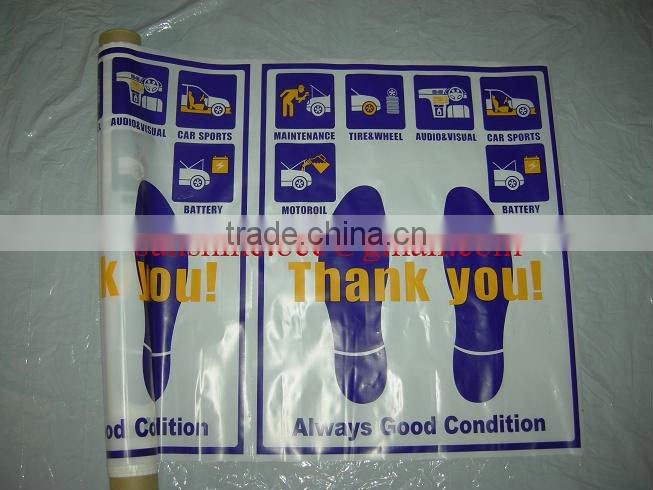 AUDIO&VISUAL CAR SPORTS
BATTERY
k you!
od Condition
MAINTENANCE TIRE&WHEEL AUDIO&VISUAL CAR SPORTS
MOTOROIL BATTERY
trade.china.cn
Thank you!
Always Good Condition